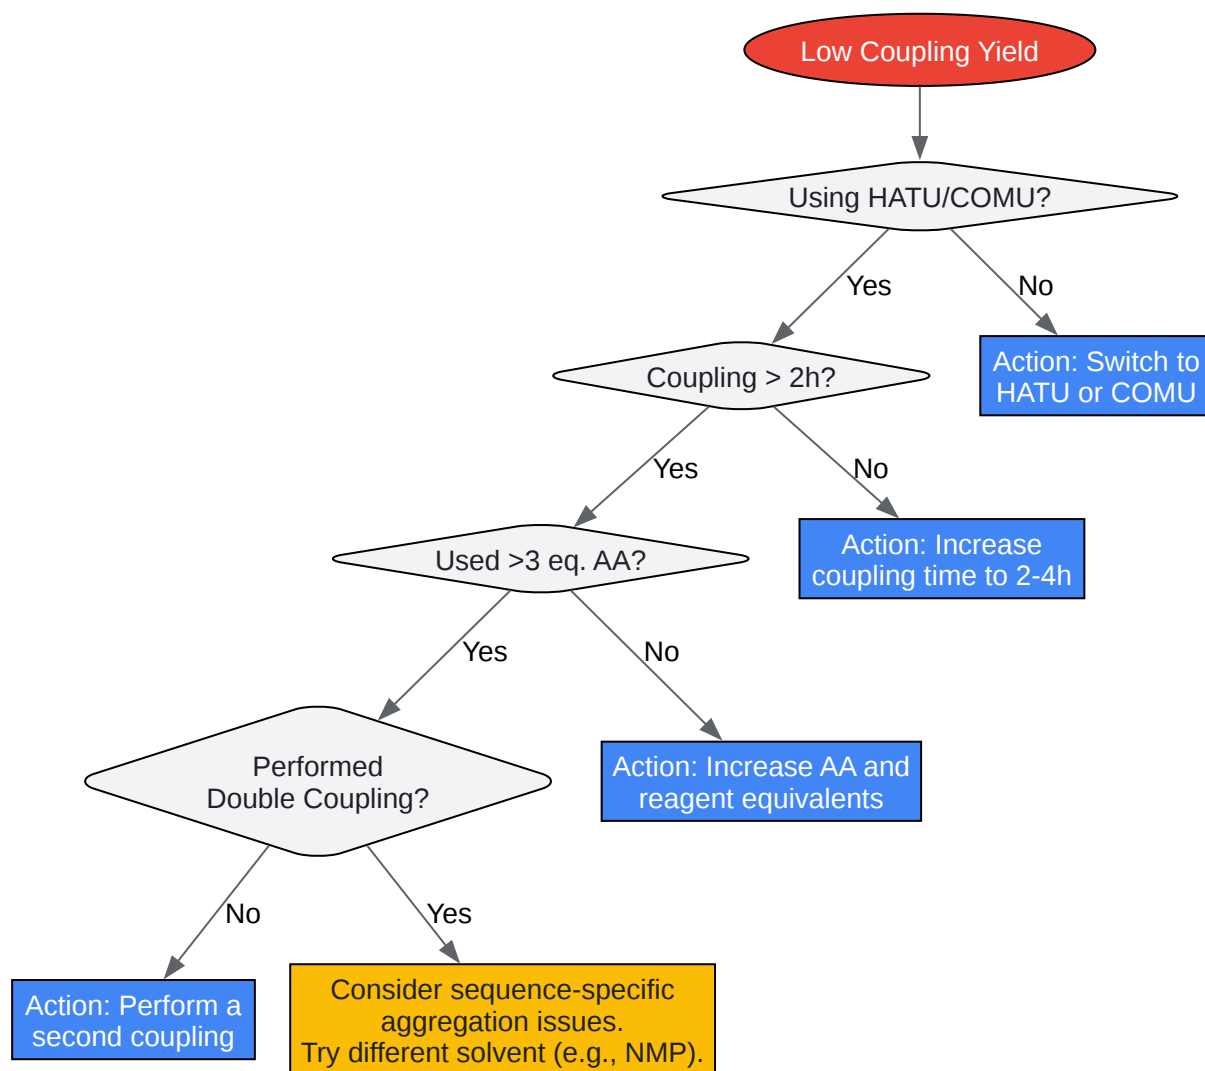 Low Coupling Yield
Using HATU/COMU?
Yes
No
Coupling > 2h?
Action: Switch to
HATU or COMU
Yes
No
Used >3 eq. AA?
Action: Increase
coupling time to 2-4h
Yes
No
Performed
Double Coupling?
Action: Increase AA and
reagent equivalents
No
Yes
Action: Perform a
second coupling
Consider sequence-specific
aggregation issues.
Try different solvent (e.g., NMP).